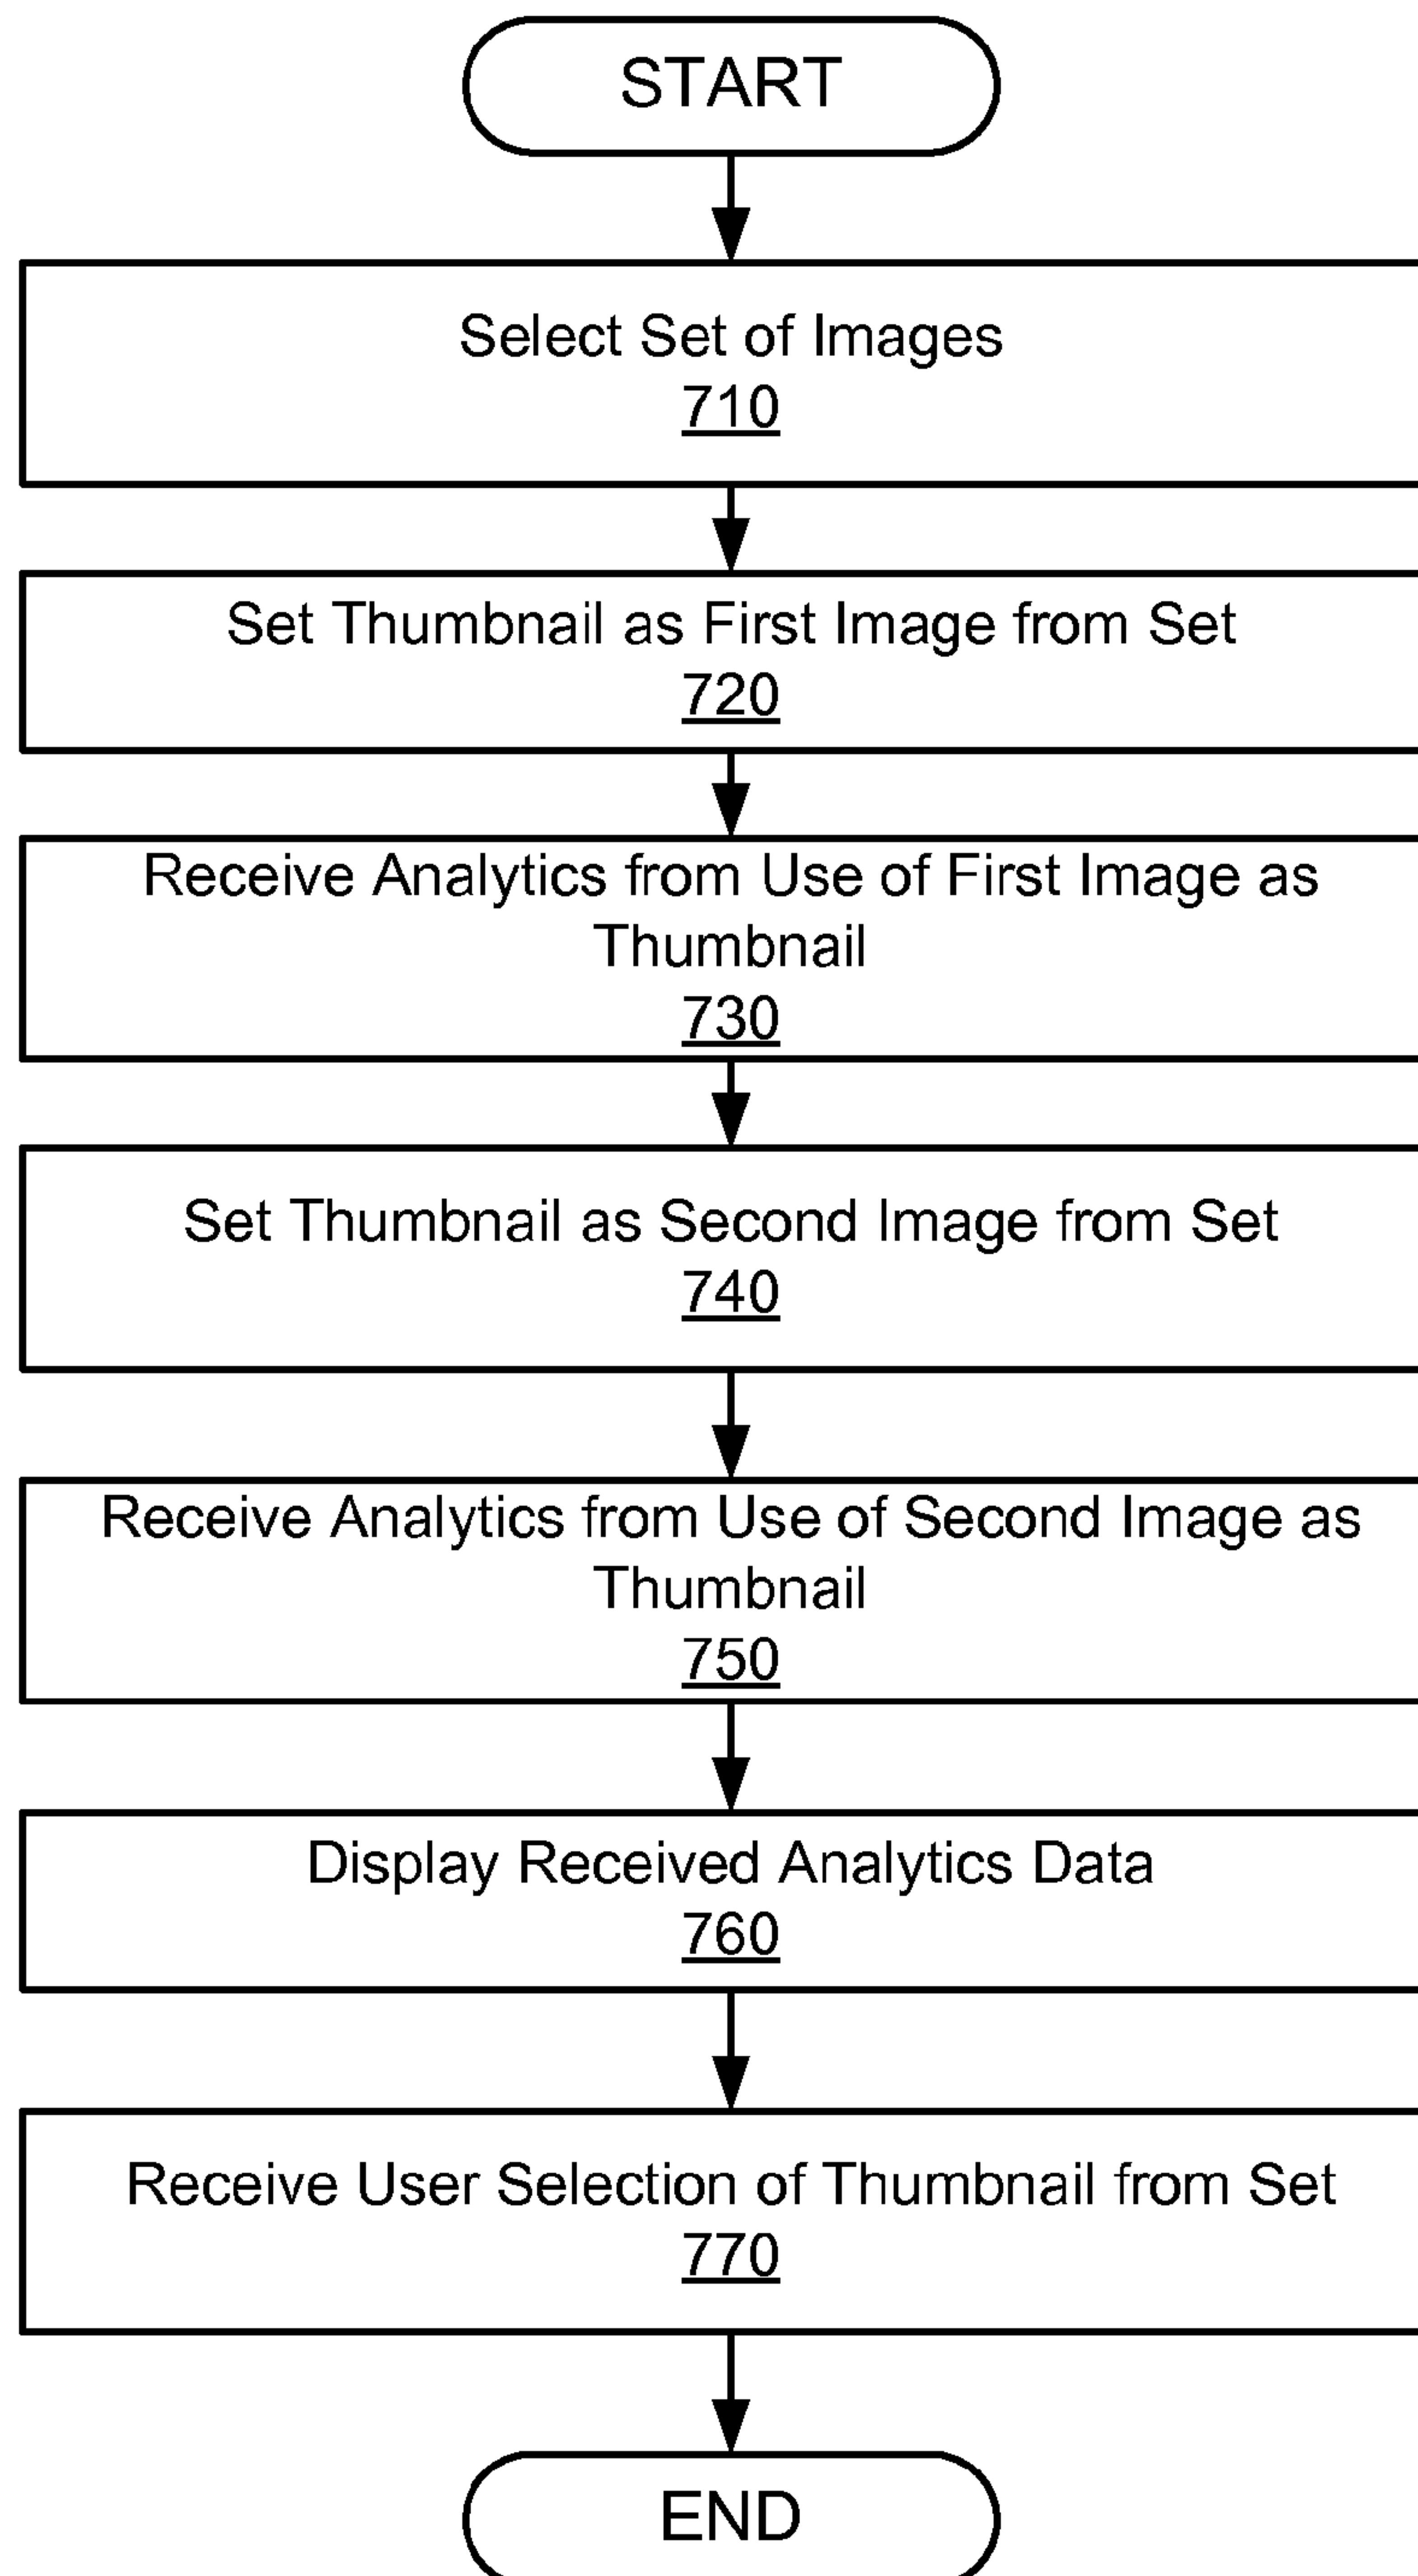 START
Select Set of Images
710
Set Thumbnail as First Image from Set
720
Receive Analytics from Use of First Image as
Thumbnail
730
Set Thumbnail as Second Image from Set
740
Receive Analytics from Use of Second Image as
Thumbnail
750
Display Received Analytics Data
760
Receive User Selection of Thumbnail from Set
770
END